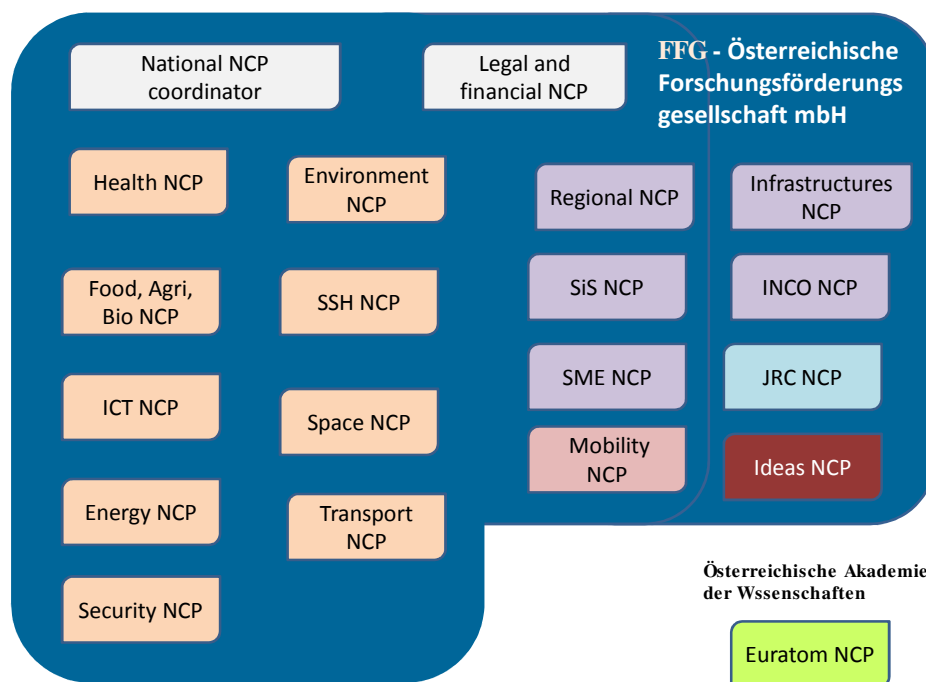 National NCP
coordinator
Legal and
financial NCP
FFG - Österreichische
Forschungsförderungs
gesellschaft mbH
Health NCP
Environment
NCP
Regional NCP
Infrastructures
NCP
Food, Agri,
Bio NCP
SSH NCP
SiS NCP
INCO NCP
ICT NCP
Space NCP
SME NCP
JRC NCP
Mobility
NCP
Ideas NCP
Energy NCP
Transport
NCP
Security NCP
Österreichische Akademie
der Wssenschaften
Euratom NCP